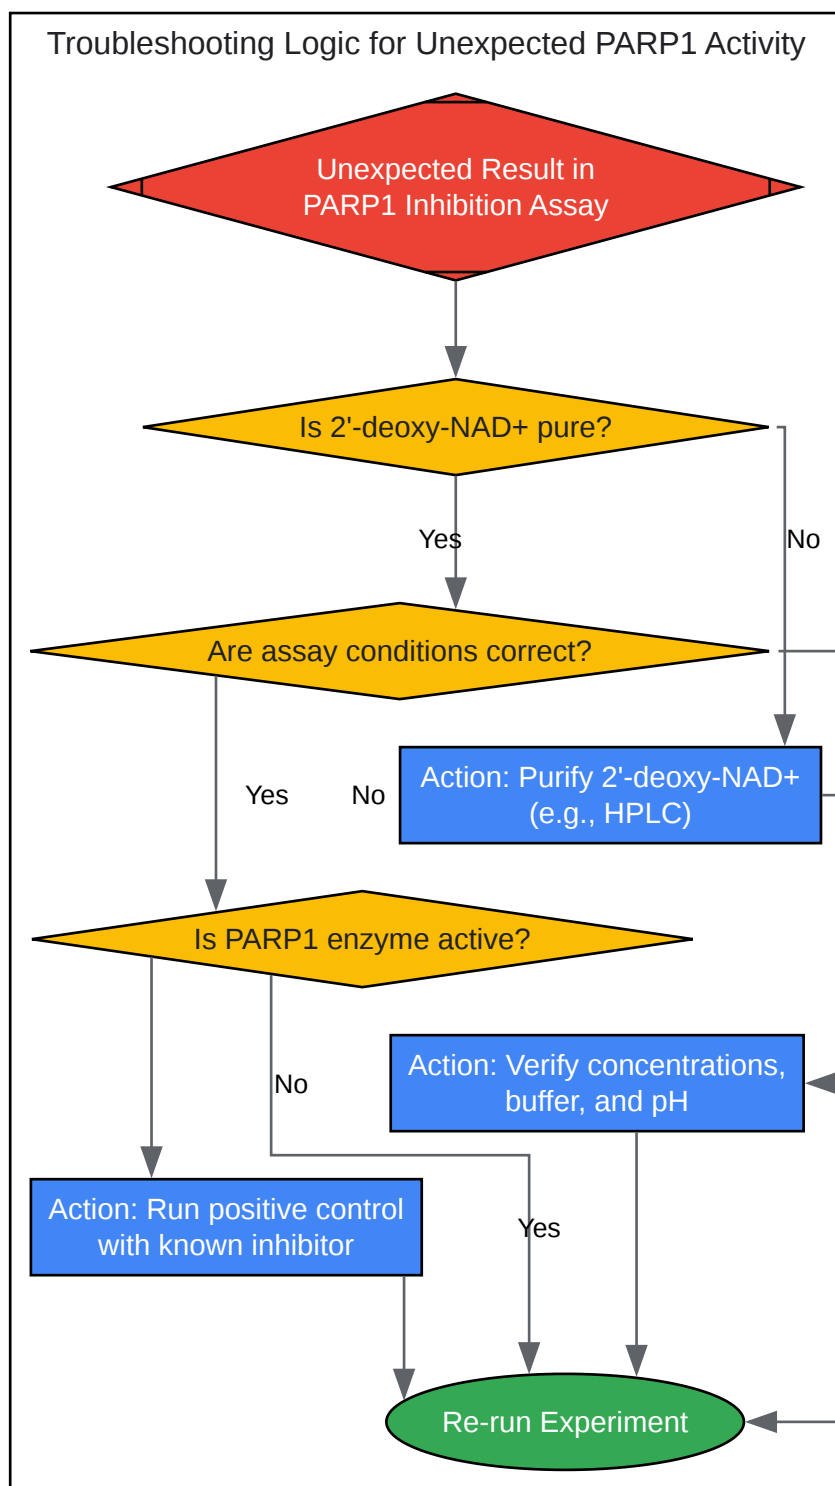 Troubleshooting Logic for Unexpected PARP1 Activity
Unexpected Result in
PARP1 Inhibition Assay
Is 2'-deoxy-NAD+ pure?
Yes
No
Are assay conditions correct?
Action: Purify 2'-deoxy-NAD+
(e.g., HPLC)
Yes
No
Is PARP1 enzyme active?
Action: Verify concentrations,
buffer, and pH
No
Action: Run positive control
with known inhibitor
Yes
Re-run Experiment